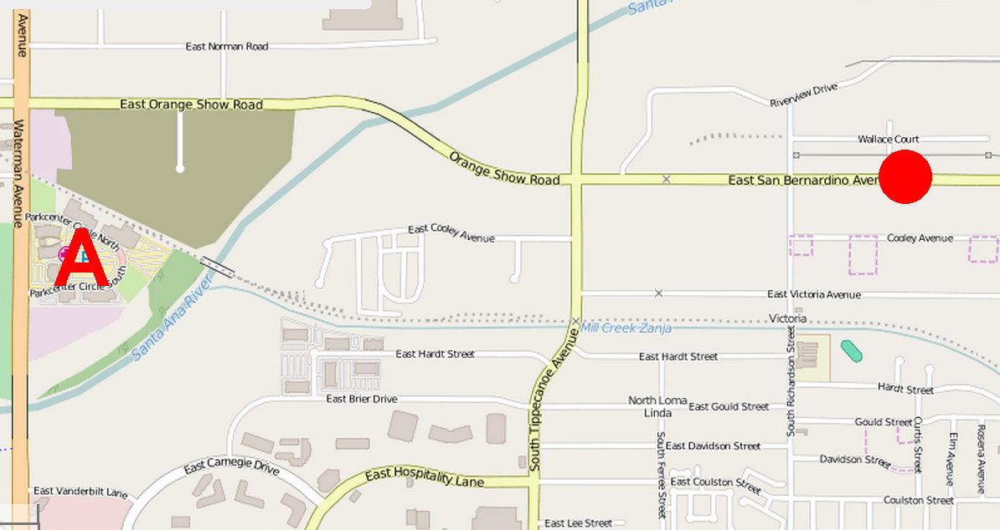 Santa
Avenue
East Norman Road
East Orange Show Road
Riverview Drive
Waterman Avenue
Wallace Court
Orange Show Road
East San Bernardino
Parkcenter Circle North
East Cooley Avenue
Cooley Avenue
A
Parkcenter Circle South
East Victoria Avenue
Santa Ana River
Victoria
Mill Creek Zanja
East Hardt Street
East Hardt Street
South Tippecanoe Avenue
South Richardson Street
Hardt Street
East Brier Drive
North Loma
Linda
East Gould Street
Gould Street
Curtis Street
Elm Avenue
Rosena Avenue
East Davidson Street
South Ferree Street
Davidson Street
East Carnegie Drive
East Hospitality Lane
East Coulston Street
East Vanderbilt Lane
Coulston Street
East Lee Street